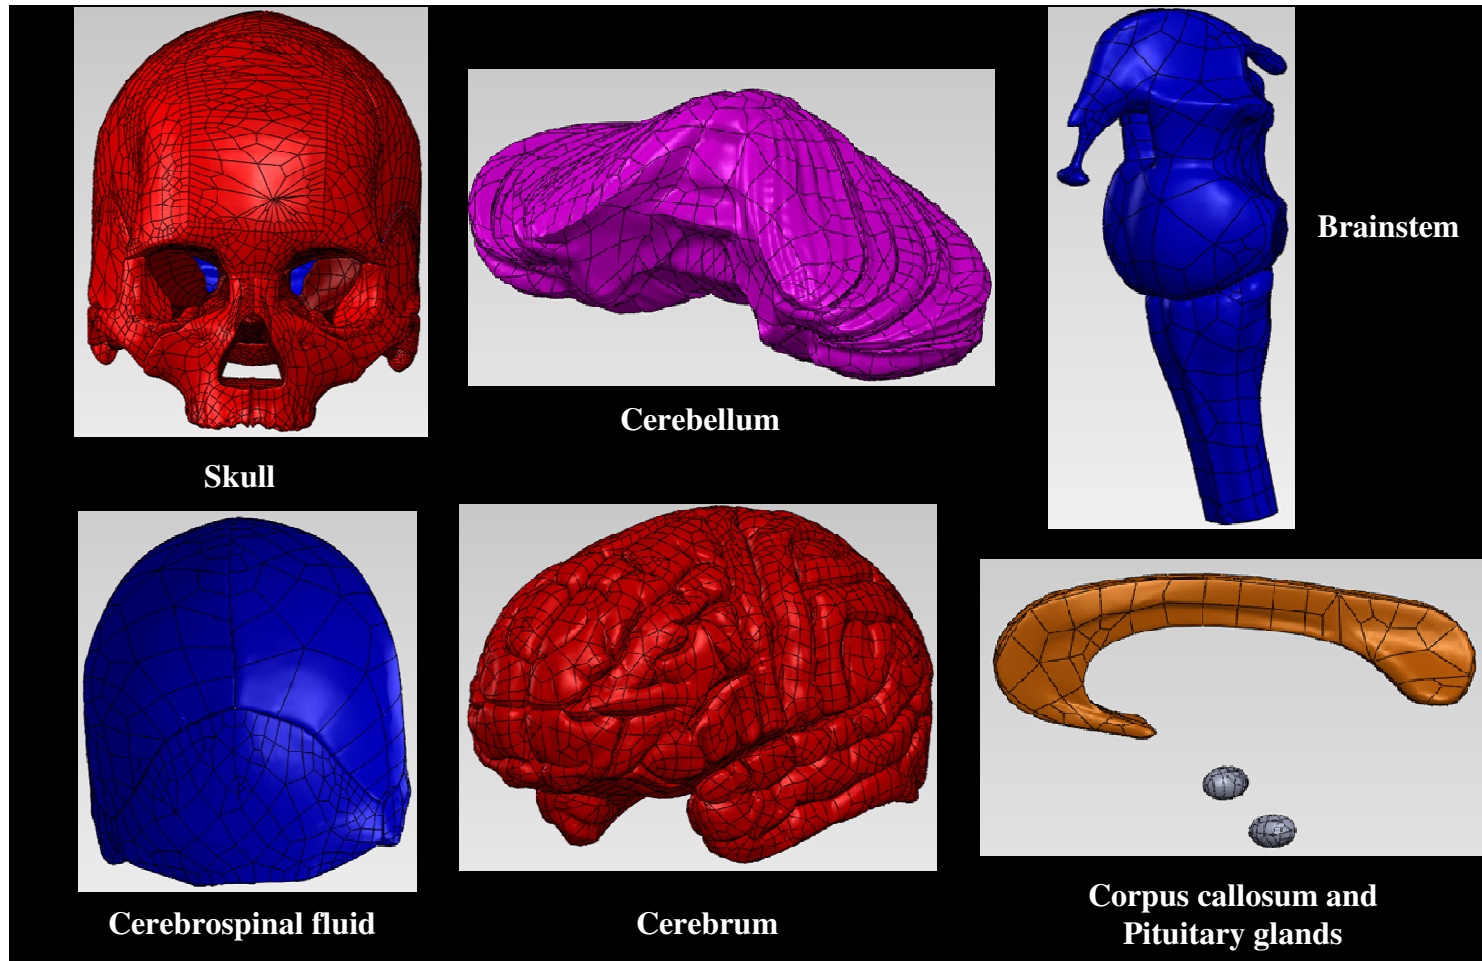 Brainstem
Cerebellum
Skull
Cerebrospinal fluid
Cerebrum
Corpus callosum and
Pituitary glands